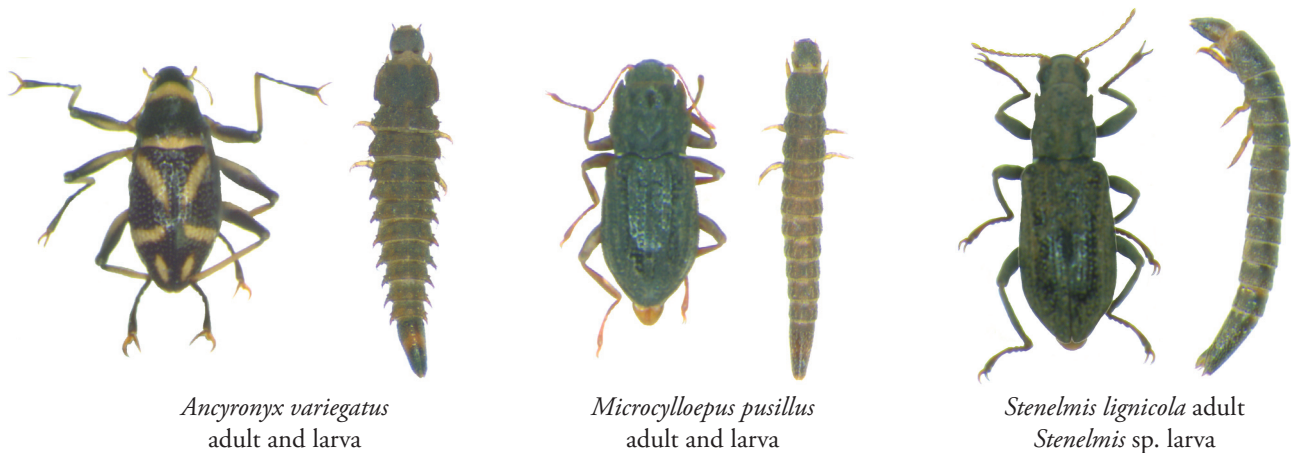 Ancyronyx variegatus
adult and larva
Microcylloepus pusillus
adult and larva
Stenelmis lignicola adult
Stenelmis sp. larva